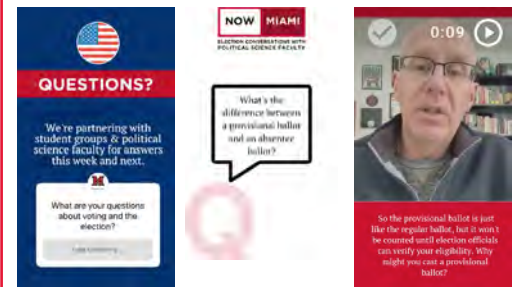 QUESTIONS?
We're partnering with
student groups & political
science faculty for answers
this week and next.
M
What are your questions
about voting and the
election?
NOW MIAMI
ELECTION CONVERSATIONS WITH
POLITICAL SCIENCE FACULTY
What's the
difference between
a provisional ballot
and an absentee
ballot?
Q
0:09
So the provisional ballot is just
like the regular ballot, but it won't
be counted until election officials
can verify your eligibility. Why
might you cast a provisional
ballot?